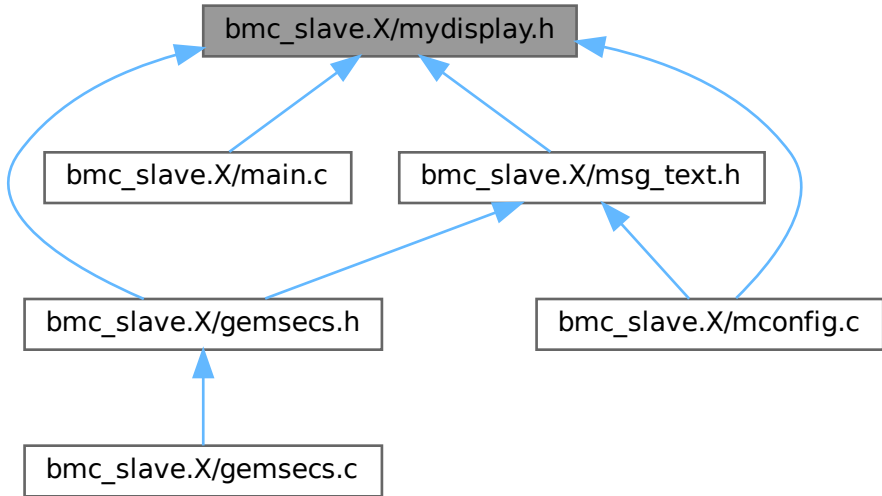 bmc_slave.X/mydisplay.h
bmc_slave.X/main.c
bmc_slave.X/msg_text.h
bmc_slave.X/gemsecs.h
bmc_slave.X/mconfig.c
bmc_slave.X/gemsecs.c